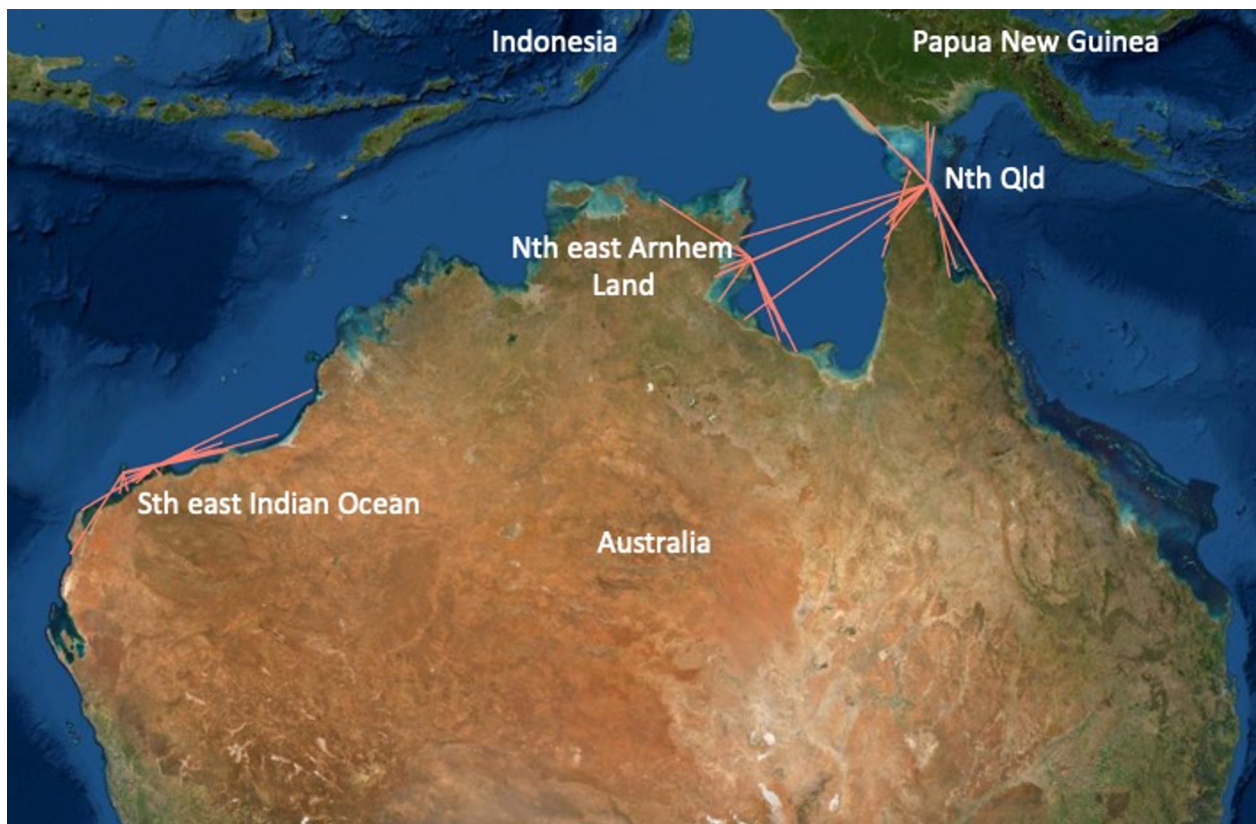 Indonesia
Papua New Guinea
Nth Qld
Nth east Arnhem
Land
Sth east Indian Ocean
Australia